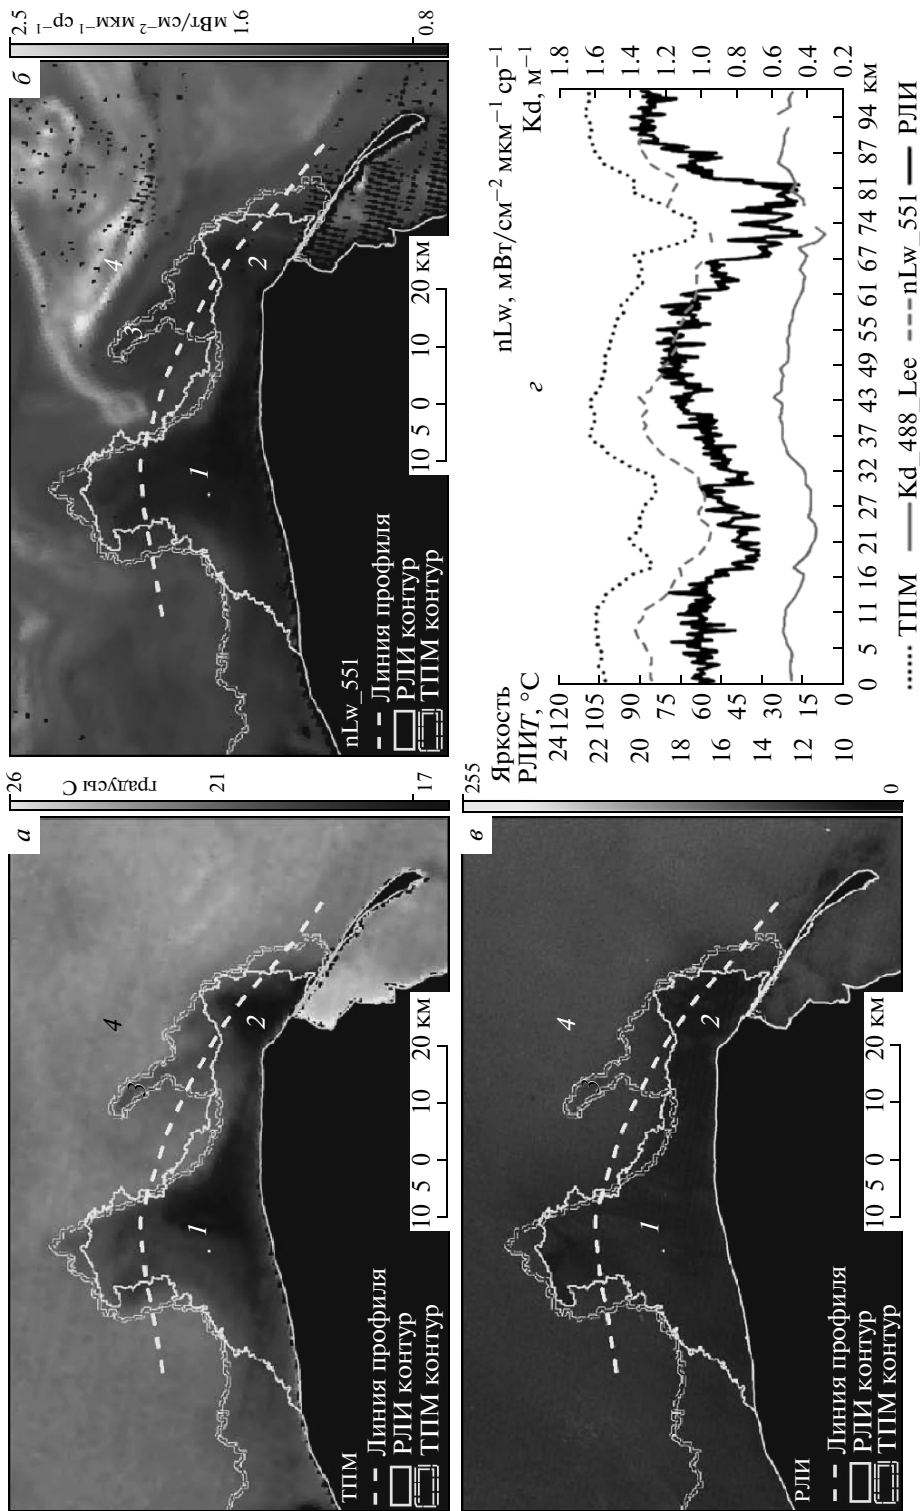 а
26
градусы С
21
17
1
2
3
4
10 5 0 10 20 км
ТПМ
Линия профиля
РЛИ контур
ТПМ контур
б
2.5
мВт/см⁻² мкм⁻¹ ср⁻¹
1.6
0.8
1
2
3
4
10 5 0 10 20 км
nLw_551
Линия профиля
РЛИ контур
ТПМ контур
в
255
0
1
2
3
4
10 5 0 10 20 км
РЛИ
Линия профиля
РЛИ контур
ТПМ контур
г
Яркость
РЛИ T, °C
nLw, мВт/см⁻² мкм⁻¹ ср⁻¹
Kd, м⁻¹
24 120 1.8
22 105 1.6
20 90 1.4
18 75 1.2
16 60 1.0
14 45 0.8
14 30 0.6
12 15 0.4
10 0 0.2
0 5 11 16 21 27 32 37 43 49 55 61 67 74 81 87 94 км
ТПМ Kd_488_Lee nLw_551 РЛИ